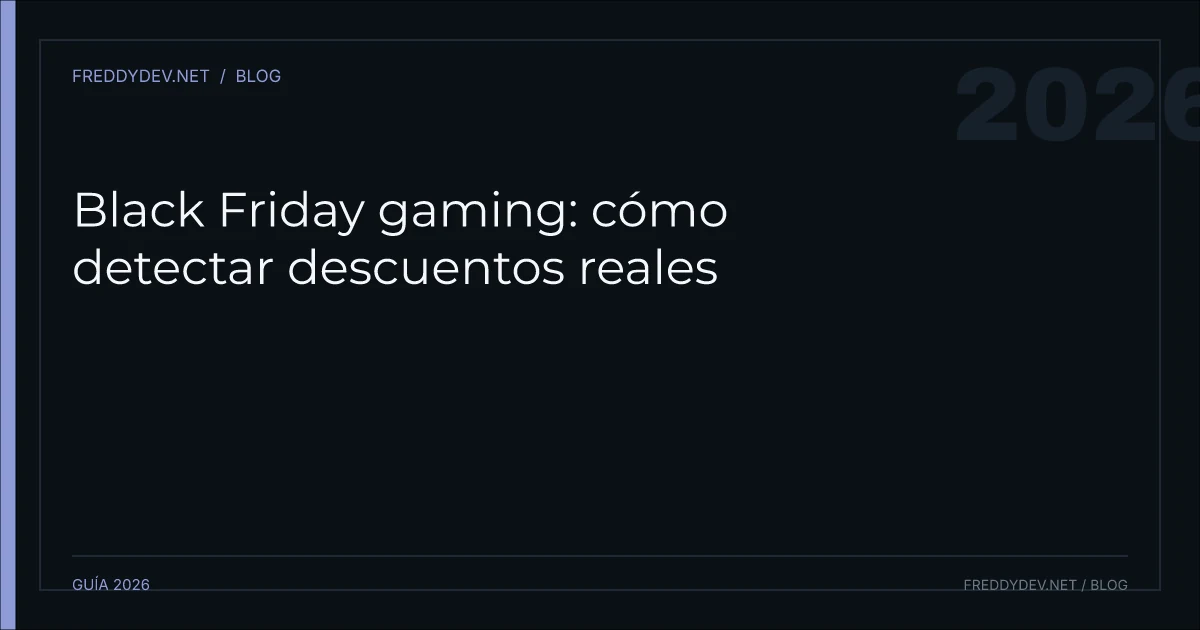 FREDDYDEV.NET / BLOG
2026
Black Friday gaming: cómo
detectar descuentos reales
GUÍA 2026
FREDDYDEV.NET / BLOG